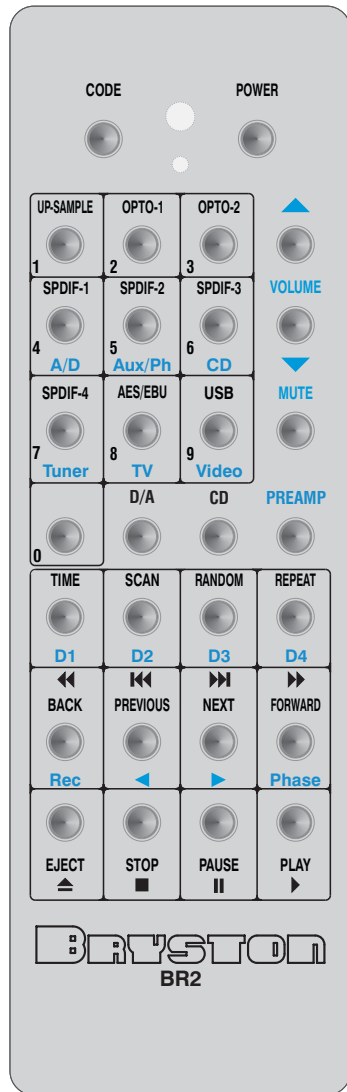 CODE POWER
UP-SAMPLE OPTO-1 OPTO-2
1 2 3
SPDIF-1 SPDIF-2 SPDIF-3 VOLUME
4 5 6
A/D Aux/Ph CD
SPDIF-4 AES/EBU USB MUTE
7 8 9
Tuner TV Video
D/A CD PREAMP
0
TIME SCAN RANDOM REPEAT
D1 D2 D3 D4
BACK PREVIOUS NEXT FORWARD
Rec Phase
EJECT STOP PAUSE PLAY
BRYSTON
BR2